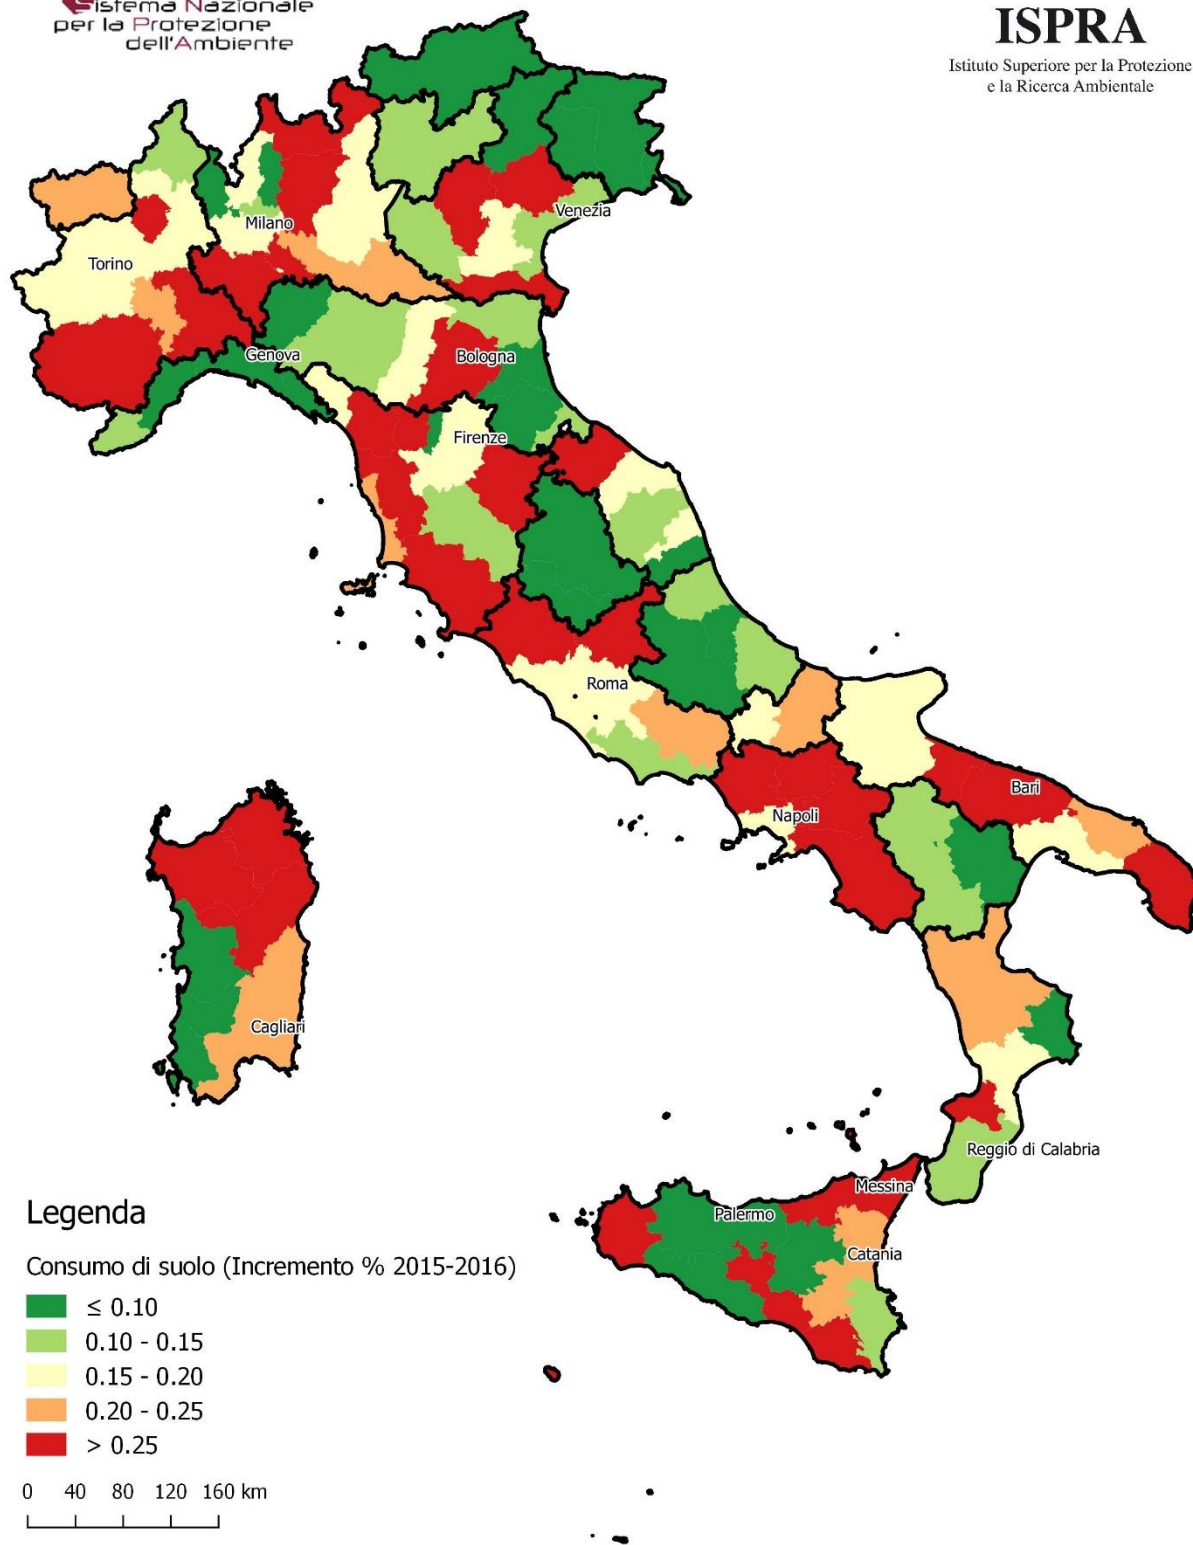 Sistema Nazionale
per la Protezione
dell'Ambiente
ISPRA
Istituto Superiore per la Protezione
e la Ricerca Ambientale
Venezia
Milano
Torino
Genova
Bologna
Firenze
Roma
Bari
Napoli
Cagliari
Reggio di Calabria
Messina
Palermo
Catania
Legenda
Consumo di suolo (Incremento % 2015-2016)
≤ 0.10
0.10 - 0.15
0.15 - 0.20
0.20 - 0.25
> 0.25
0 40 80 120 160 km